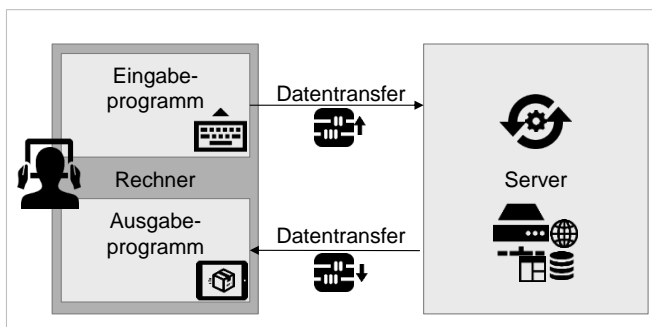 Eingabe-
programm
Datentransfer
Rechner
Server
Ausgabe-
programm
Datentransfer